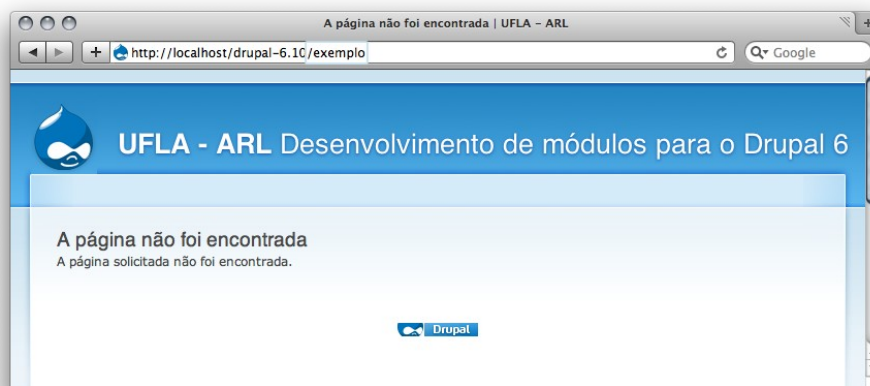 A página não foi encontrada | UFLA - ARL
http://localhost/drupal-6.10/exemplo
Google
UFLA - ARL Desenvolvimento de módulos para o Drupal 6
A página não foi encontrada
A página solicitada não foi encontrada.
Drupal